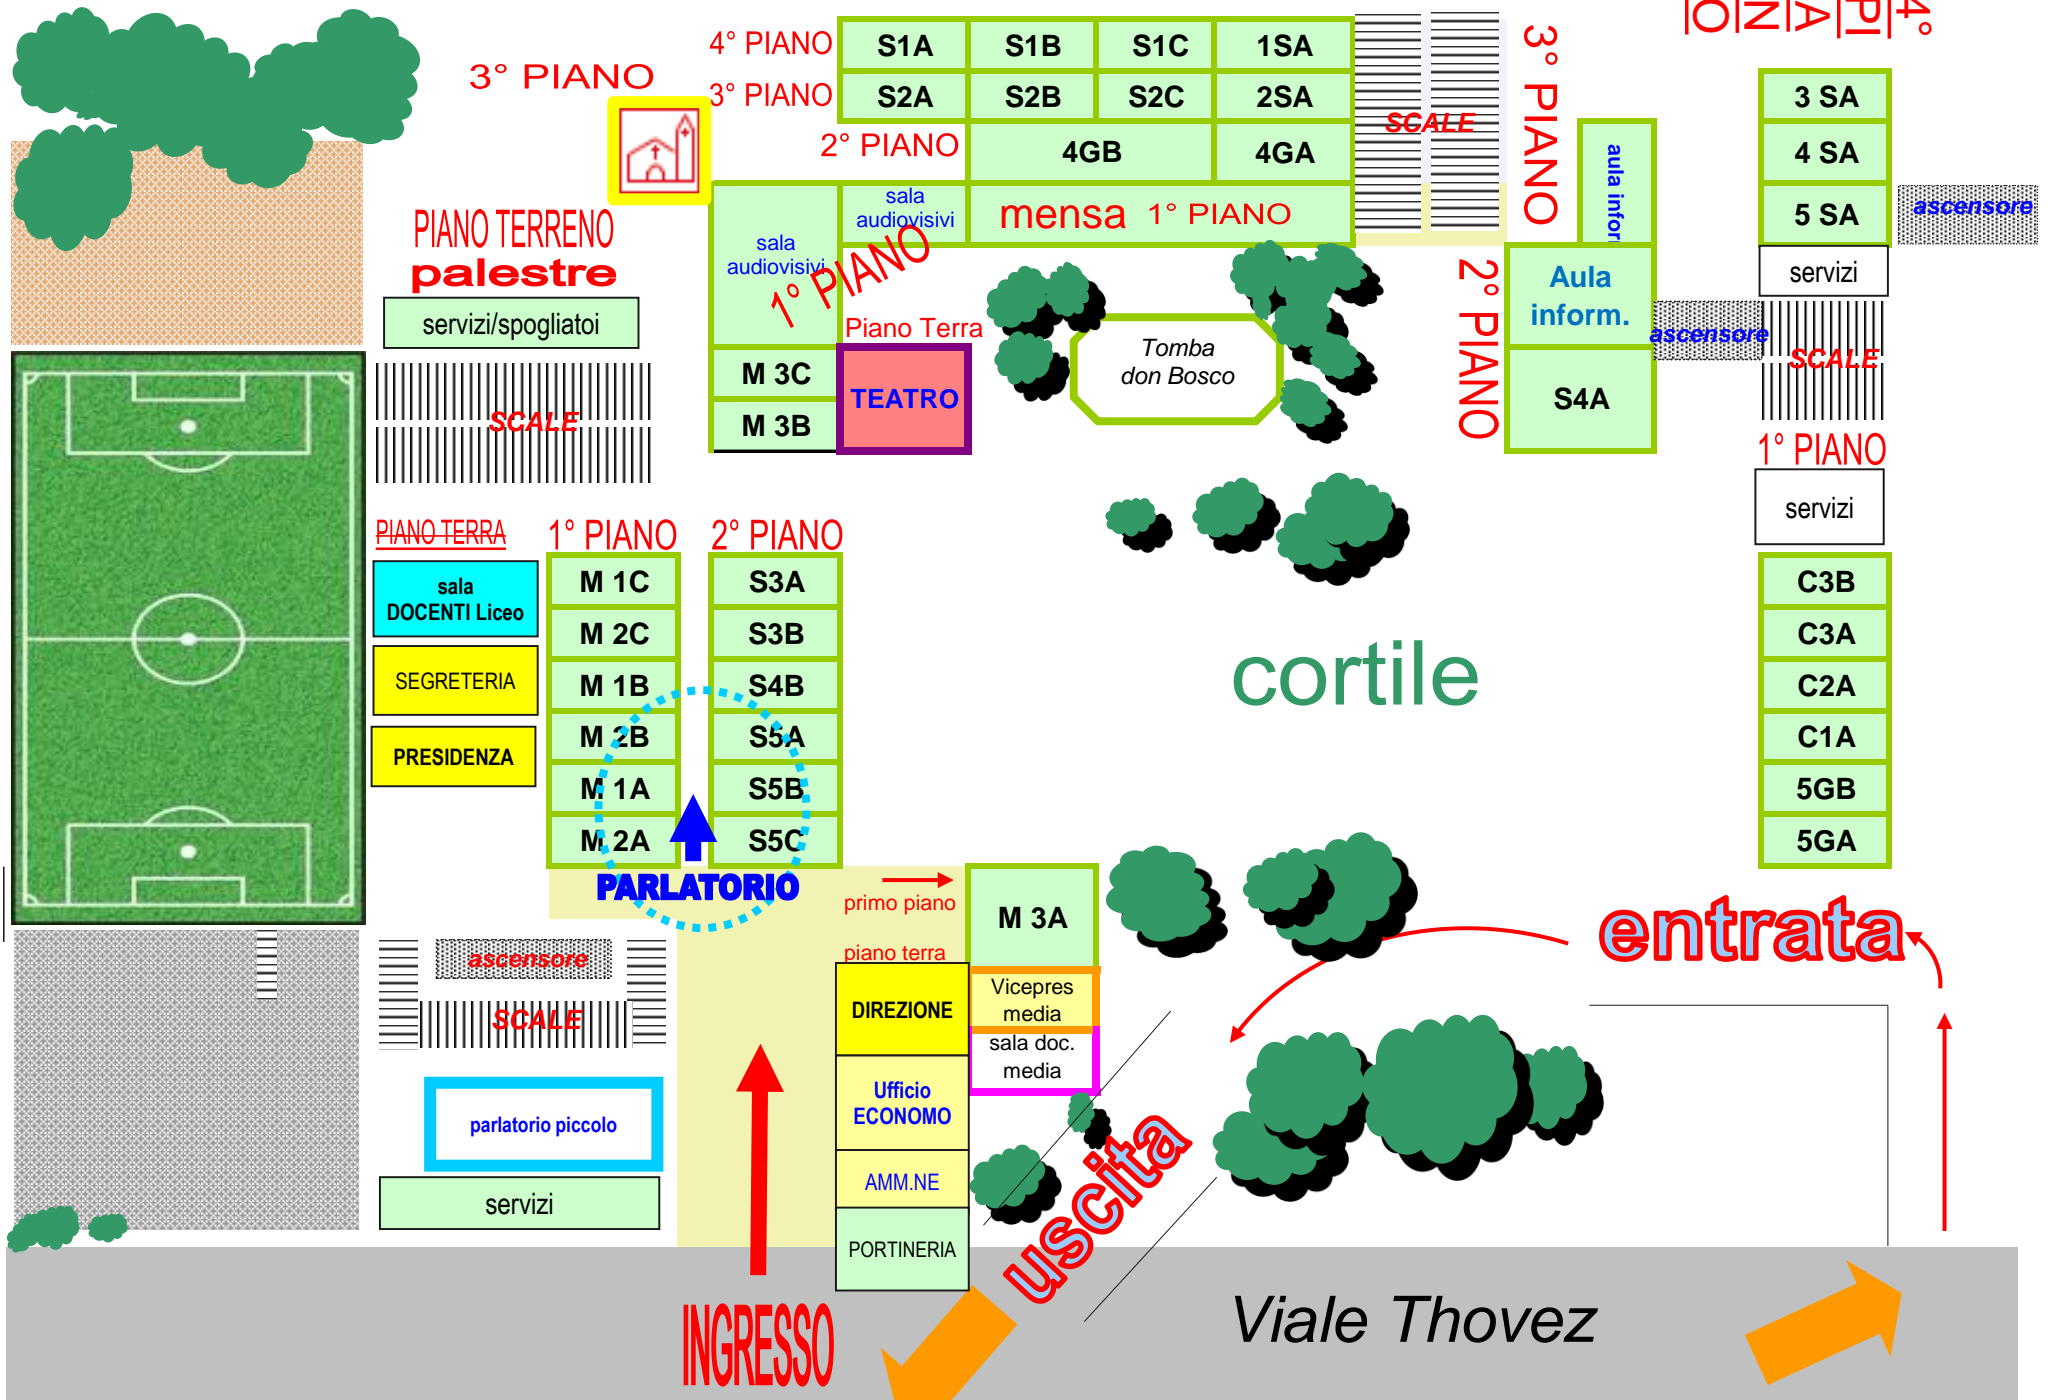 4° PIANO
S1A S1B S1C 1SA
3° PIANO
S2A S2B S2C 2SA
3° PIANO
2° PIANO
4GB 4GA
sala
audiovisivi
mensa 1° PIANO
sala
audiovisivi
1° PIANO
SCALE
3° PIANO
aula infor
4°
PI
A
N
O
3 SA
4 SA
5 SA
ascensore
servizi
PIANO TERRENO
palestre
servizi/spogliatoi
SCALE
Piano Terra
M 3C
M 3B
TEATRO
Tomba
don Bosco
2° PIANO
Aula
inform.
S4A
ascensore
SCALE
1° PIANO
servizi
PIANO TERRA
1° PIANO
2° PIANO
sala
DOCENTI Liceo
SEGRETERIA
PRESIDENZA
M 1C
M 2C
M 1B
M 2B
M 1A
M 2A
S3A
S3B
S4B
S5A
S5B
S5C
PARLATORIO
cortile
C3B
C3A
C2A
C1A
5GB
5GA
primo piano
M 3A
piano terra
entrata
ascensore
SCALE
DIREZIONE
Vicepres
media
sala doc.
media
Ufficio
ECONOMO
parlatorio piccolo
AMM.NE
servizi
PORTINERIA
uscita
INGRESSO
Viale Thovez